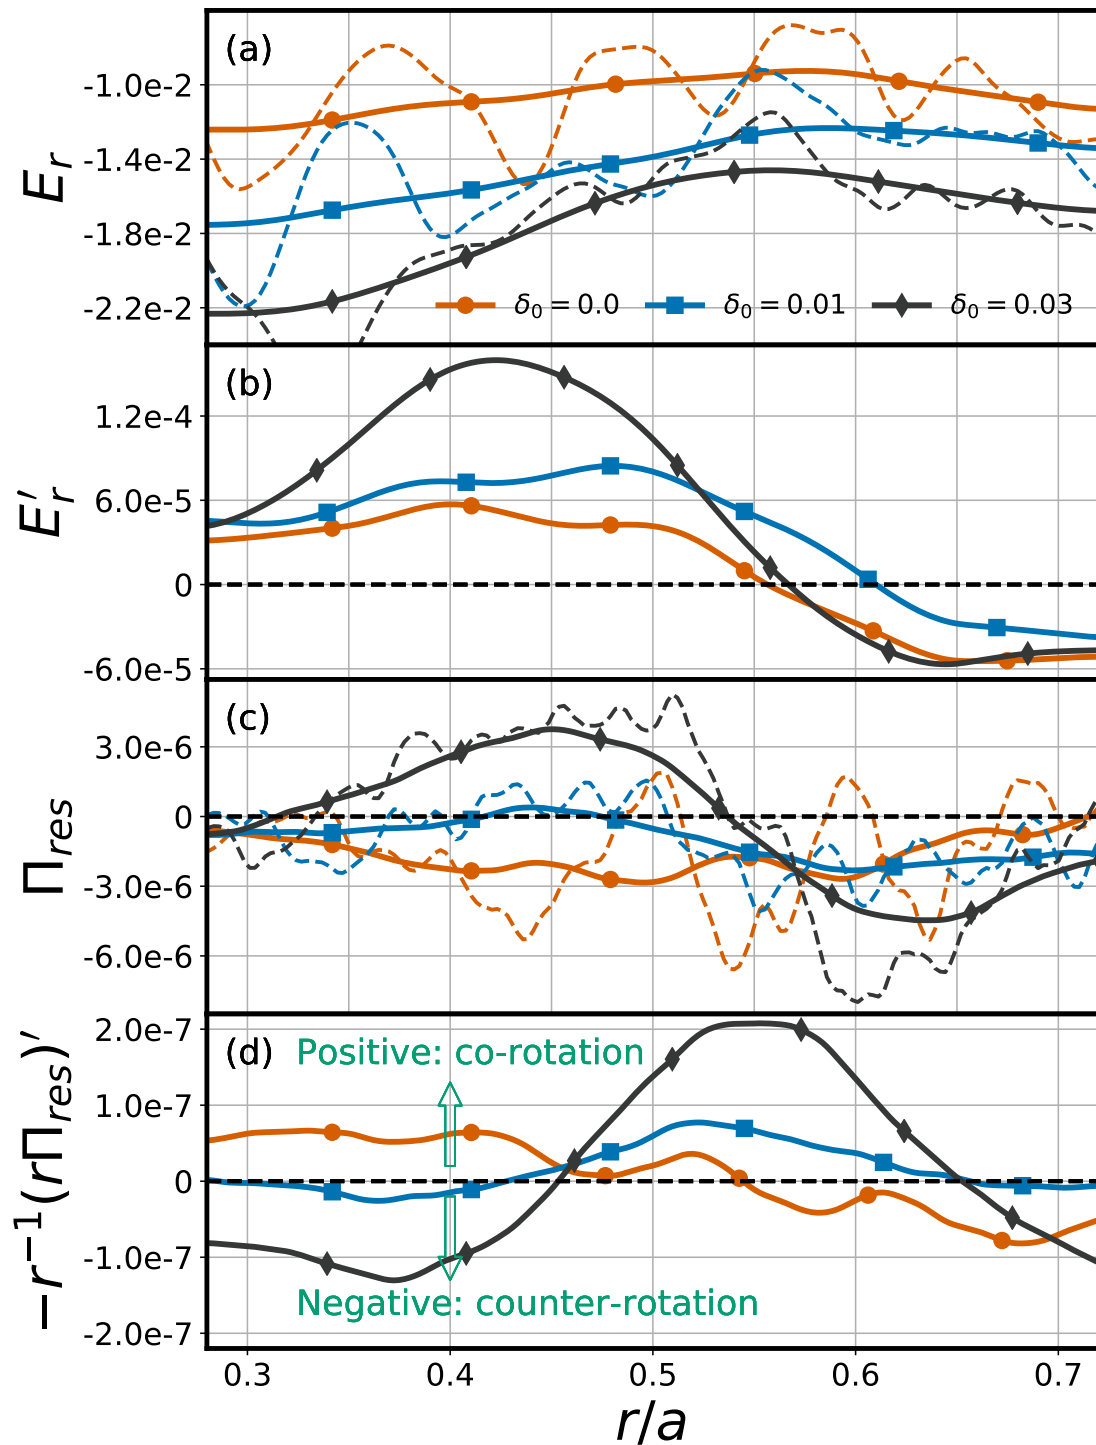 (a)
E_r
-1.0e-2
-1.4e-2
-1.8e-2
-2.2e-2
δ₀ = 0.0
δ₀ = 0.01
δ₀ = 0.03
(b)
E′_r
1.2e-4
6.0e-5
0
-6.0e-5
(c)
Π_res
3.0e-6
0
-3.0e-6
-6.0e-6
(d)
−r⁻¹(rΠ_res)′
2.0e-7
1.0e-7
0
-1.0e-7
-2.0e-7
Positive: co-rotation
Negative: counter-rotation
0.3 0.4 0.5 0.6 0.7
r/a